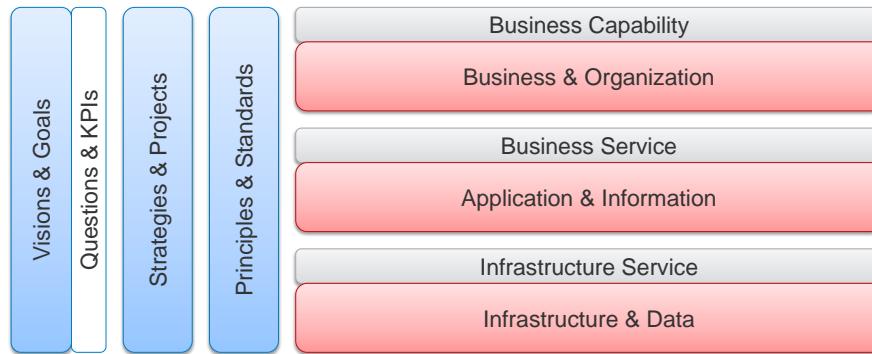 Visions & Goals
Questions & KPIs
Strategies & Projects
Principles & Standards
Business Capability
Business & Organization
Business Service
Application & Information
Infrastructure Service
Infrastructure & Data